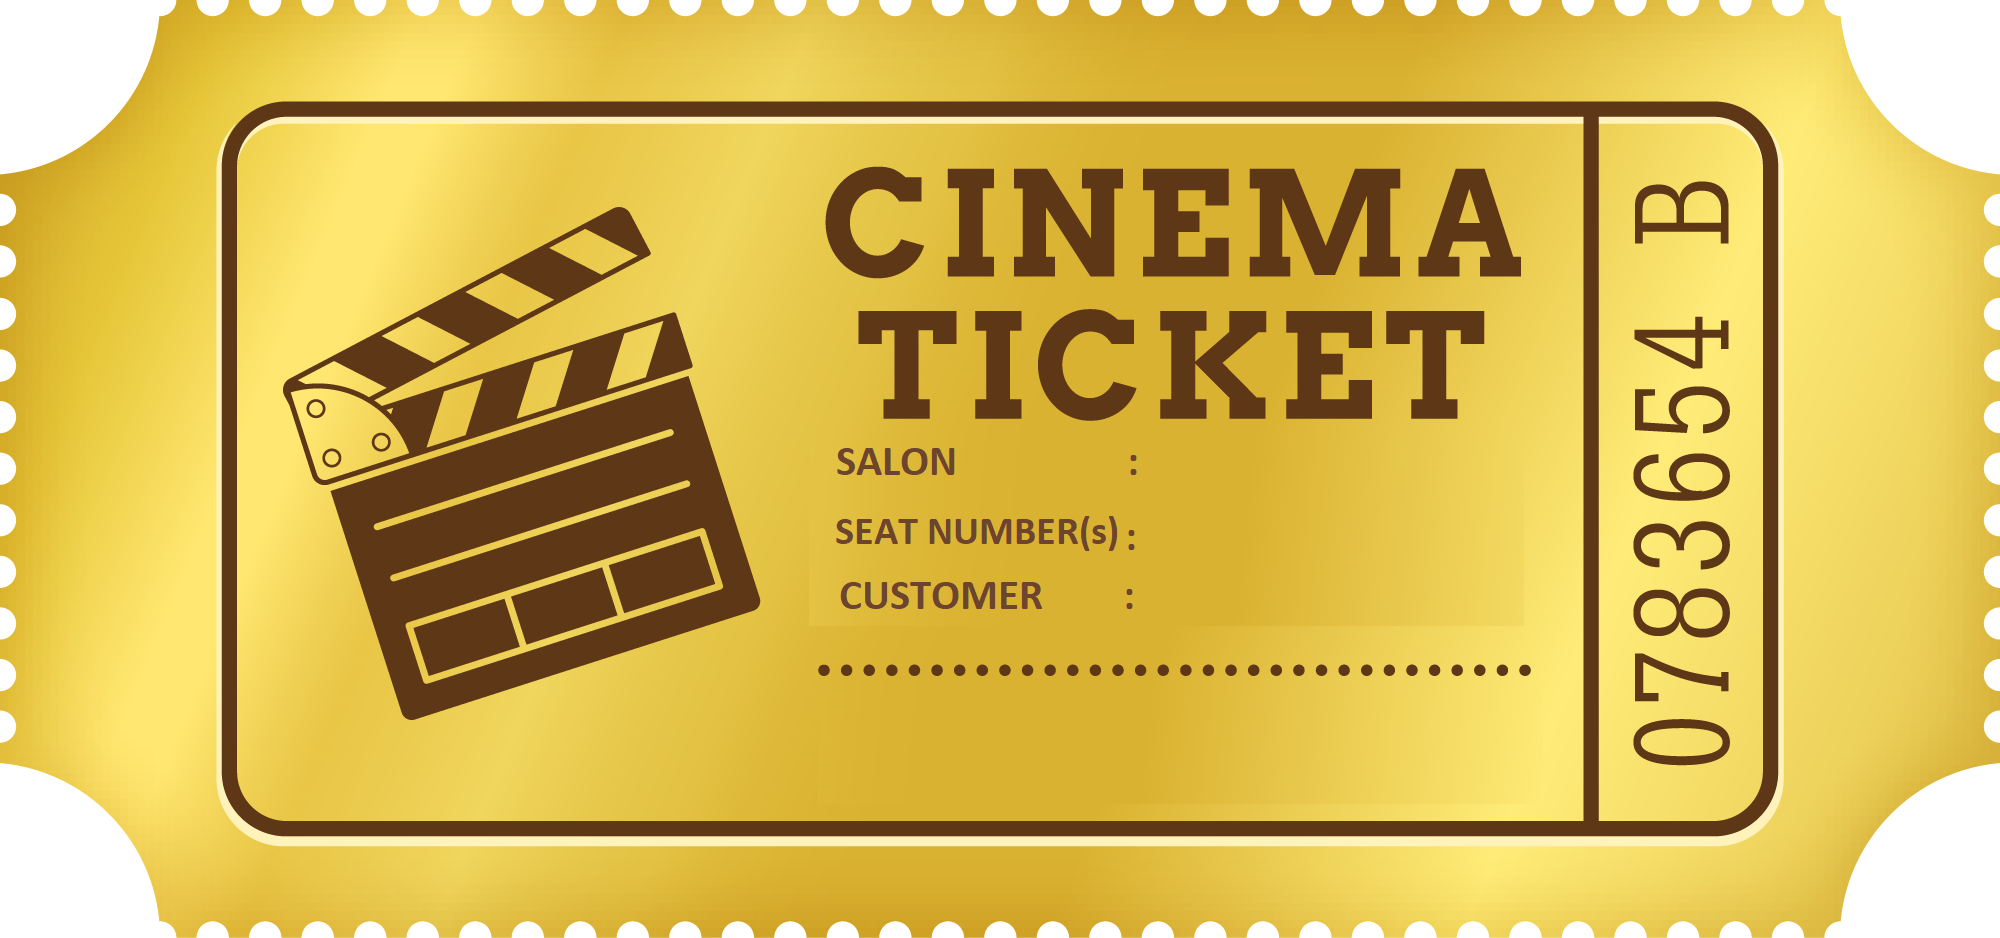 CINEMA
TICKET
SALON :
SEAT NUMBER(s) :
CUSTOMER :
0783654 B